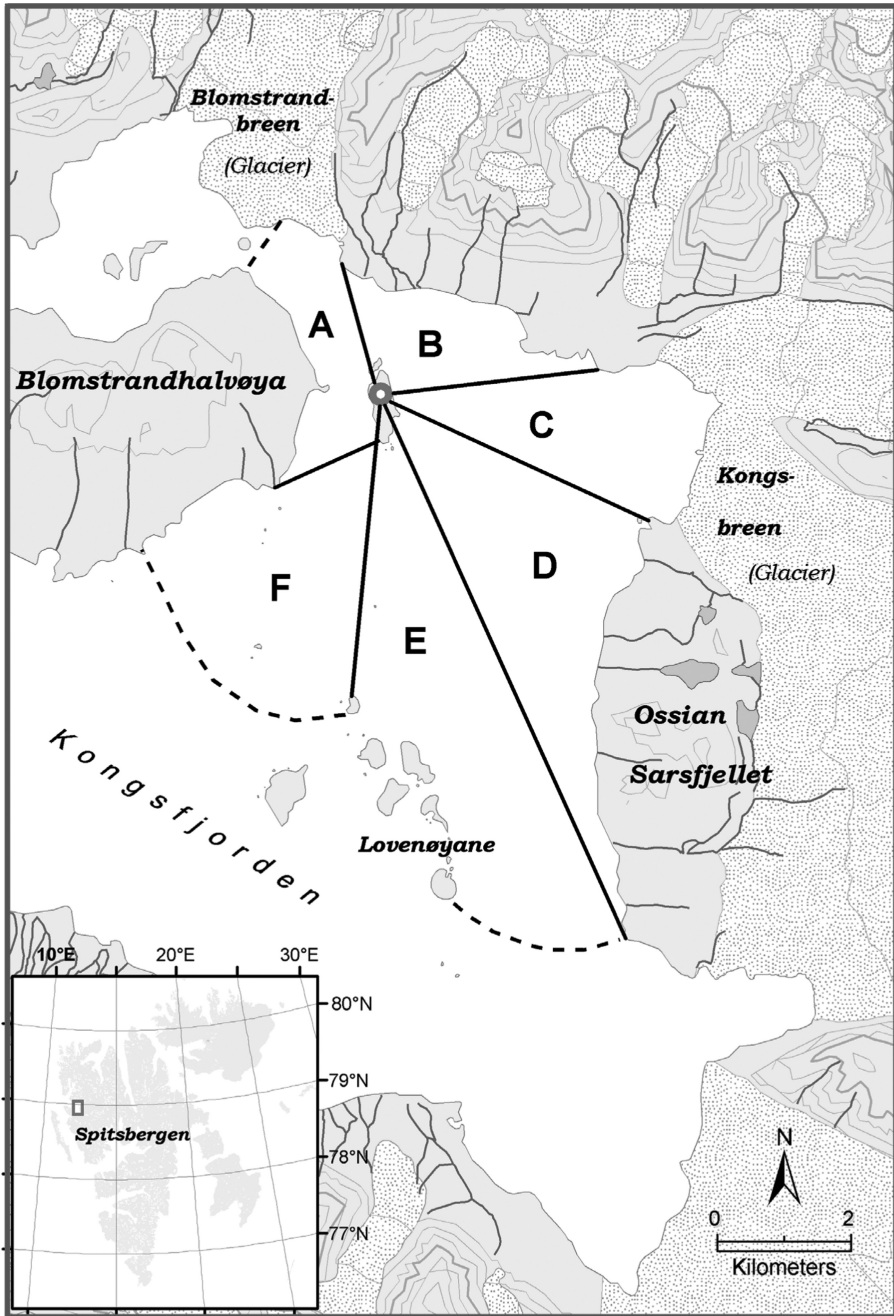 Blomstrand-
breen
(Glacier)
A
B
Blomstrandhalvøya
C
Kongs-
breen
(Glacier)
D
F
E
Ossian
Sarsfjellet
Kongsfjorden
Lovenøyane
10°E 20°E 30°E
80°N
79°N
Spitsbergen
78°N
77°N
N
0 2
Kilometers